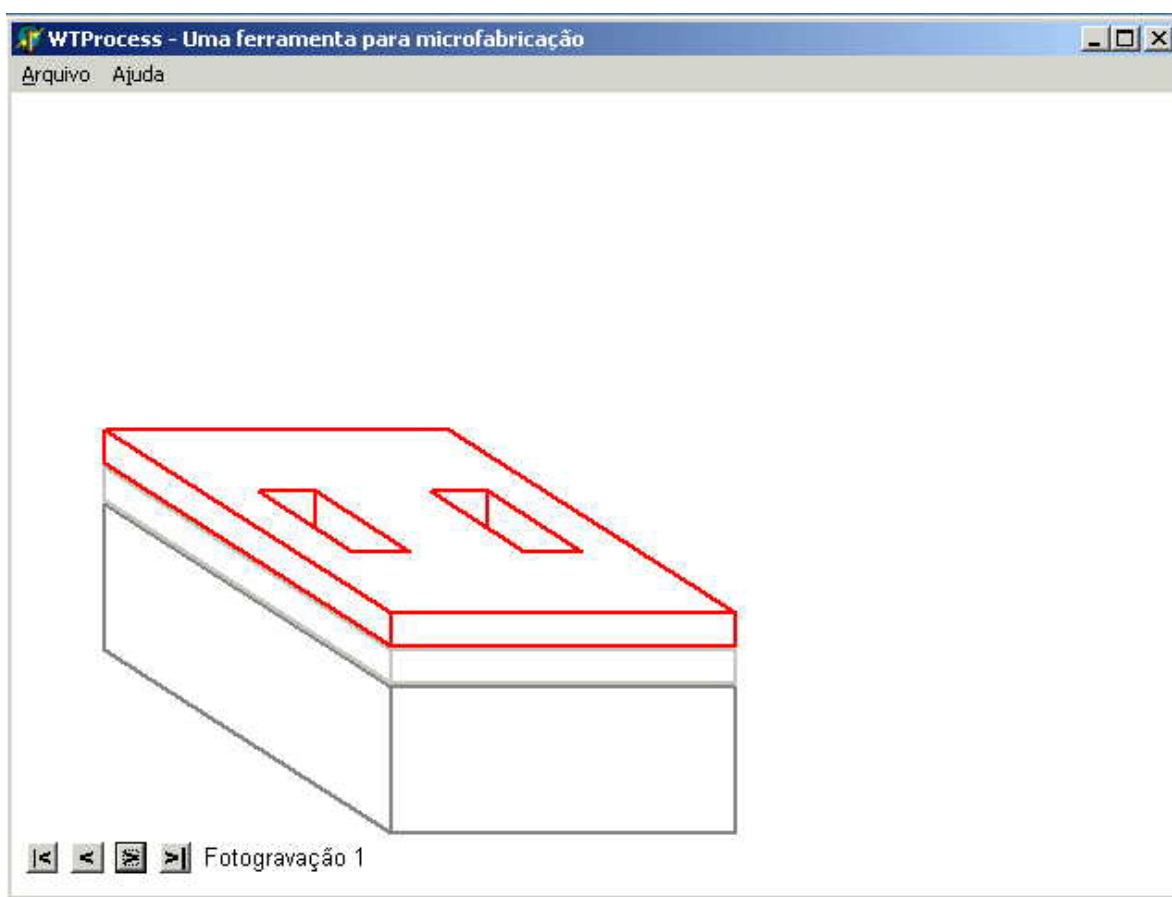 WTProcess - Uma ferramenta para microfabricação
Arquivo Ajuda
|< < > >| Fotogravação 1